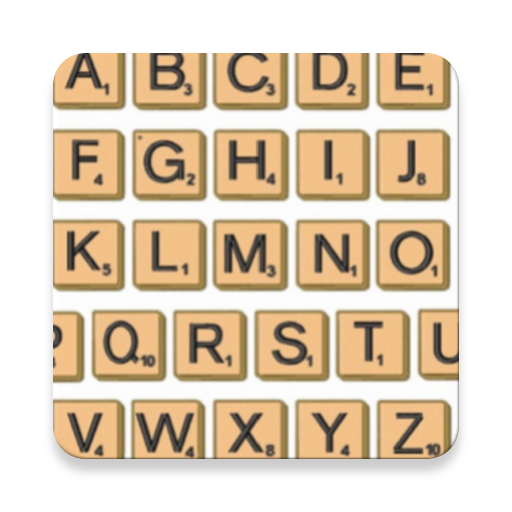 A1 B3 C3 D2 E1
F4 G2 H4 I1 J8
K5 L1 M3 N1 O1
P Q10 R1 S1 T1 U
V4 W4 X8 Y4 Z10